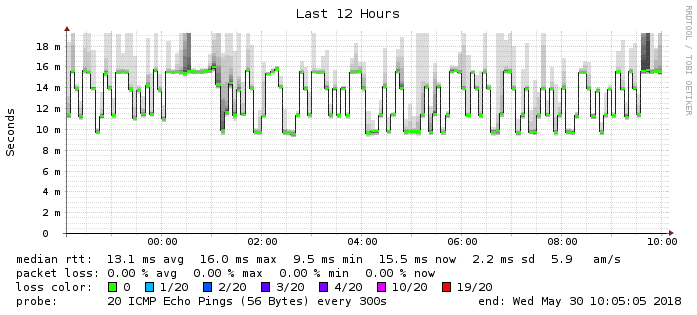 Last 12 Hours
RRDTOOL / TOBI OETIKER
Seconds
18 m
16 m
14 m
12 m
10 m
8 m
6 m
4 m
2 m
0
00:00 02:00 04:00 06:00 08:00 10:00
median rtt: 13.1 ms avg 16.0 ms max 9.5 ms min 15.5 ms now 2.2 ms sd 5.9 am/s
packet loss: 0.00 % avg 0.00 % max 0.00 % min 0.00 % now
loss color: 0 1/20 2/20 3/20 4/20 10/20 19/20
probe: 20 ICMP Echo Pings (56 Bytes) every 300s end: Wed May 30 10:05:05 2018